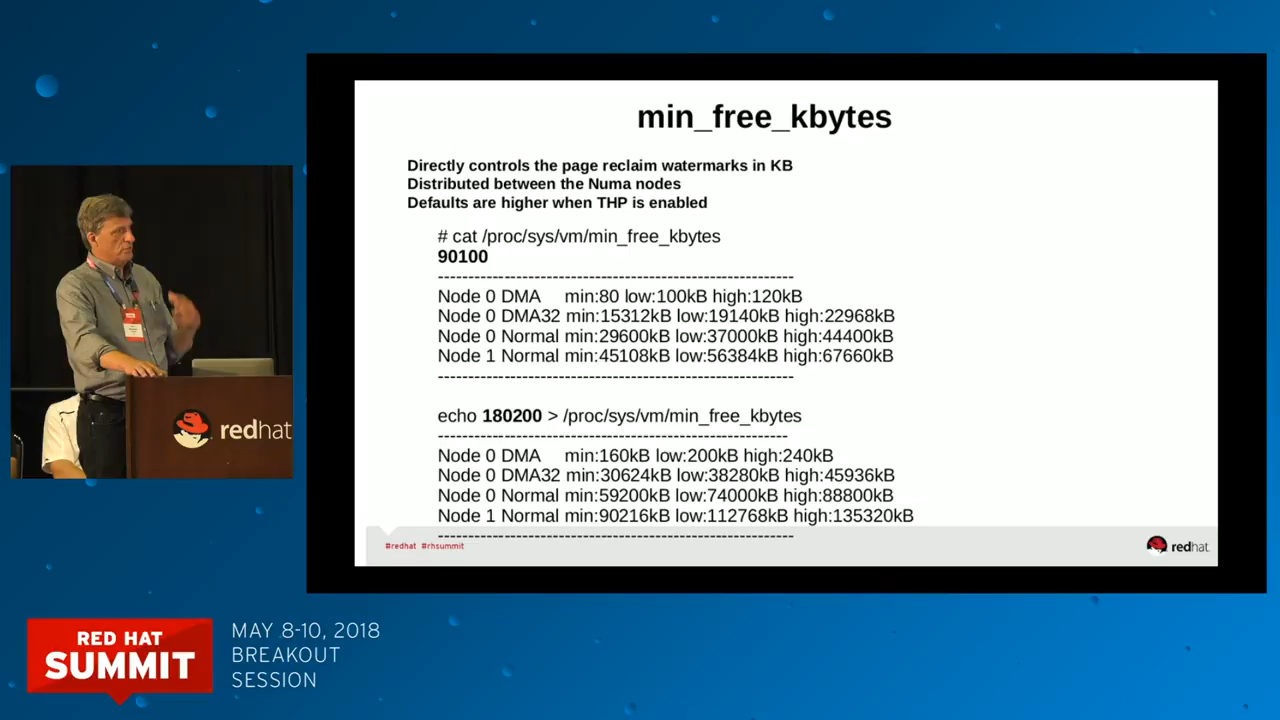 min_free_kbytes
Directly controls the page reclaim watermarks in KB
Distributed between the Numa nodes
Defaults are higher when THP is enabled
# cat /proc/sys/vm/min_free_kbytes
90100
-----------------------------------------------------------
Node 0 DMA min:80 low:100kB high:120kB
Node 0 DMA32 min:15312kB low:19140kB high:22968kB
Node 0 Normal min:29600kB low:37000kB high:44400kB
Node 1 Normal min:45108kB low:56384kB high:67660kB
-----------------------------------------------------------
echo 180200 > /proc/sys/vm/min_free_kbytes
----------------------------------------------------------
Node 0 DMA min:160kB low:200kB high:240kB
Node 0 DMA32 min:30624kB low:38280kB high:45936kB
Node 0 Normal min:59200kB low:74000kB high:88800kB
Node 1 Normal min:90216kB low:112768kB high:135320kB
-----------------------------------------------------------
#redhat #rhsummit
redhat.
redhat
RED HAT
SUMMIT
MAY 8-10, 2018
BREAKOUT
SESSION